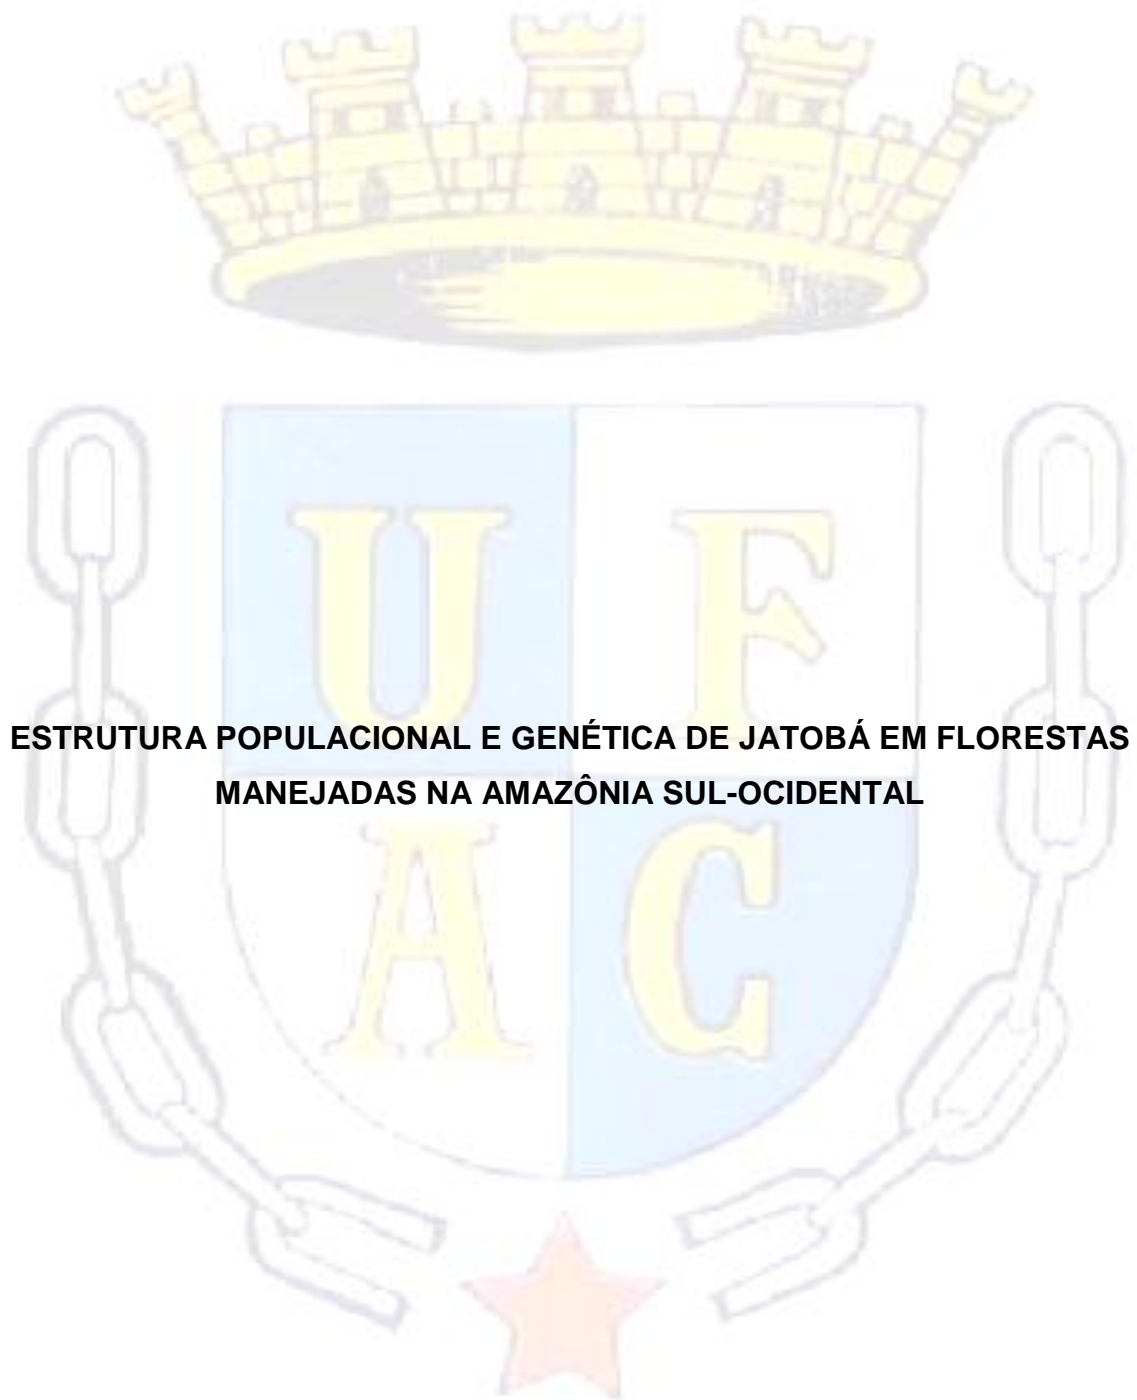 U F
ESTRUTURA POPULACIONAL E GENÉTICA DE JATOBÁ EM FLORESTAS
MANEJADAS NA AMAZÔNIA SUL-OCIDENTAL
A C